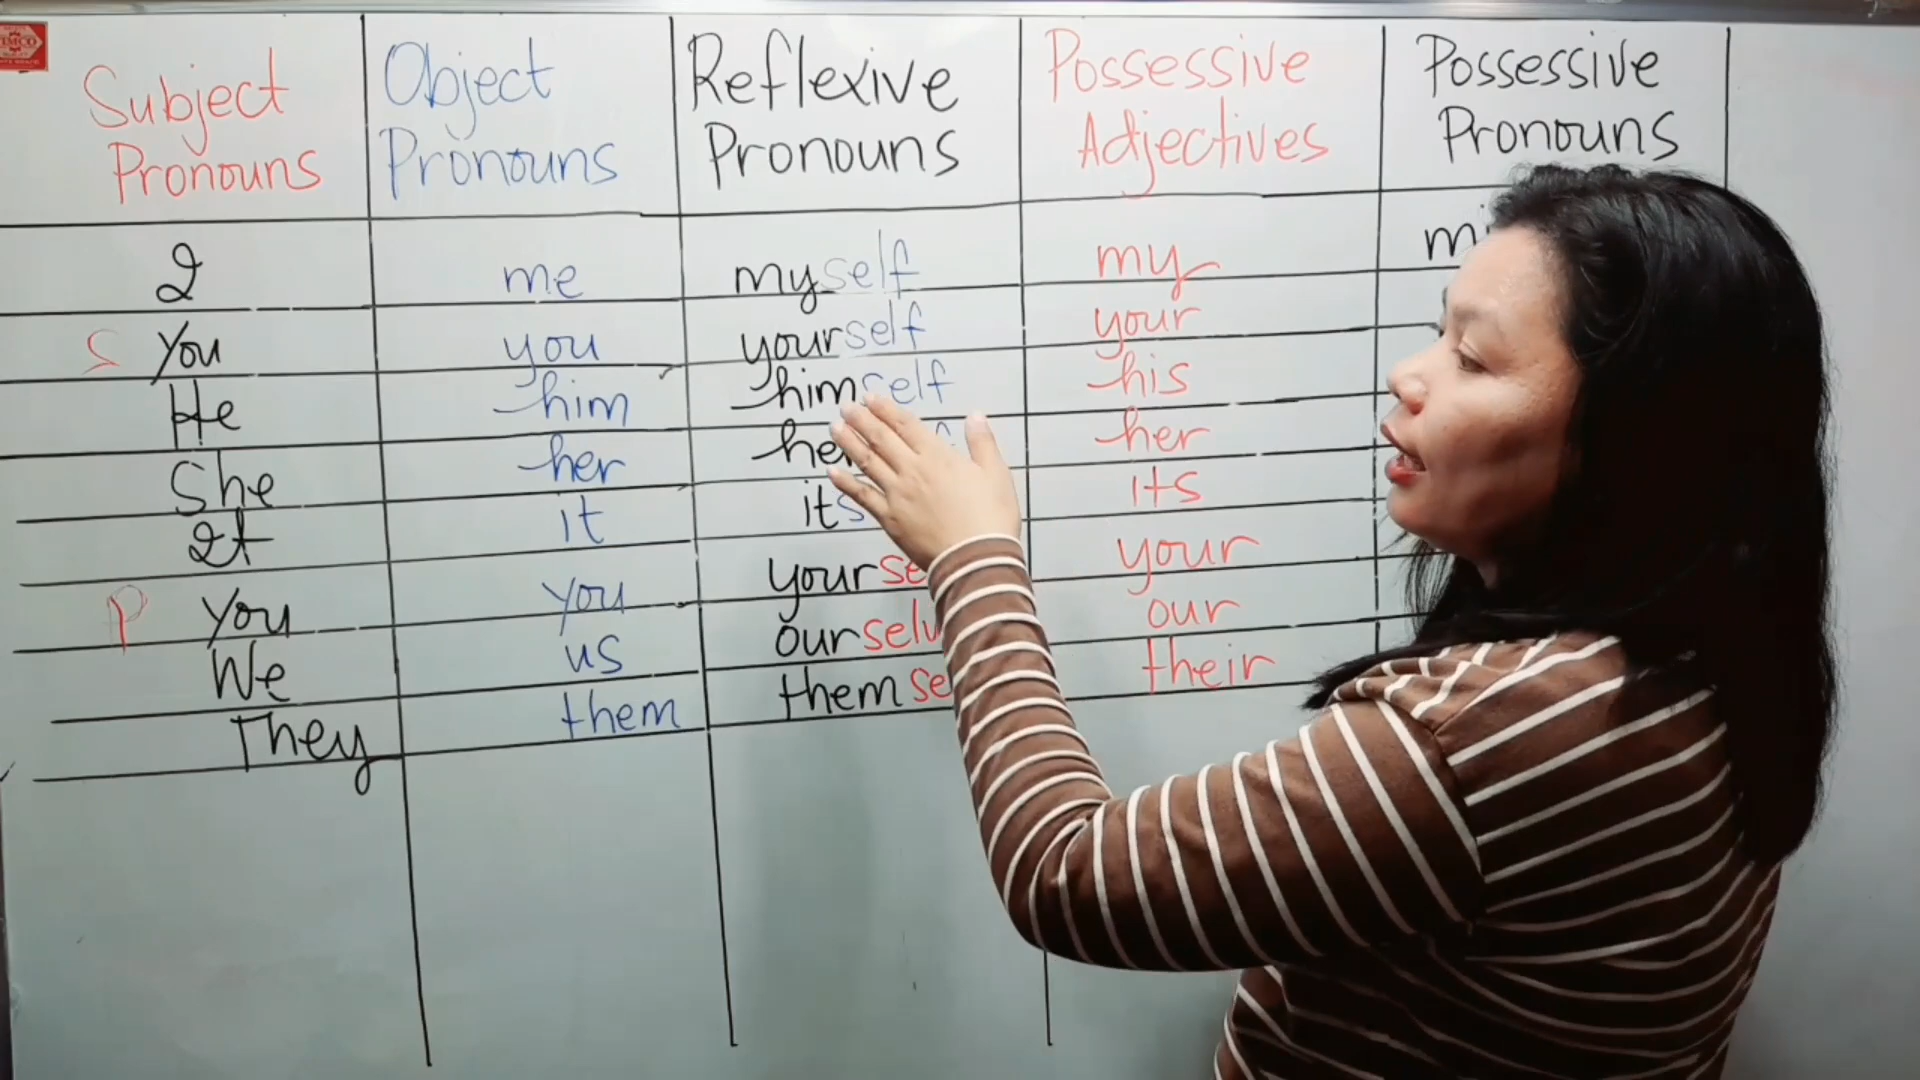 Subject Pronouns Object Pronouns Reflexive Pronouns Possessive Adjectives Possessive Pronouns
I me myself my
S You you yourself your
He him himself his
She her her
It it its
P You you your your
We us our our
They them them their